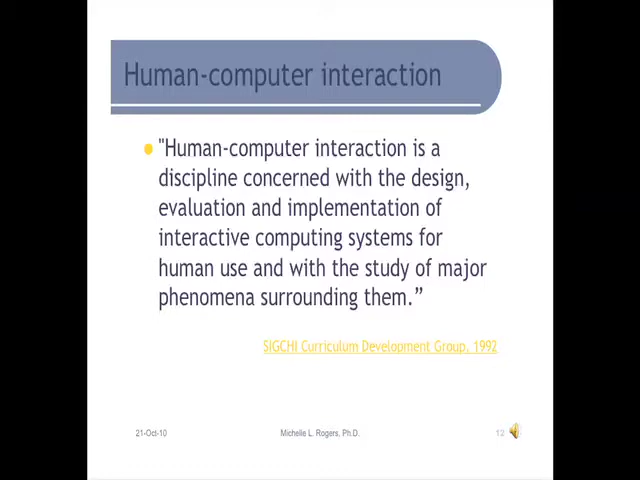 Human-computer interaction
"Human-computer interaction is a
discipline concerned with the design,
evaluation and implementation of
interactive computing systems for
human use and with the study of major
phenomena surrounding them.”
SIGCHI Curriculum Development Group, 1992
21-Oct-10
Michelle L. Rogers, Ph.D.
12